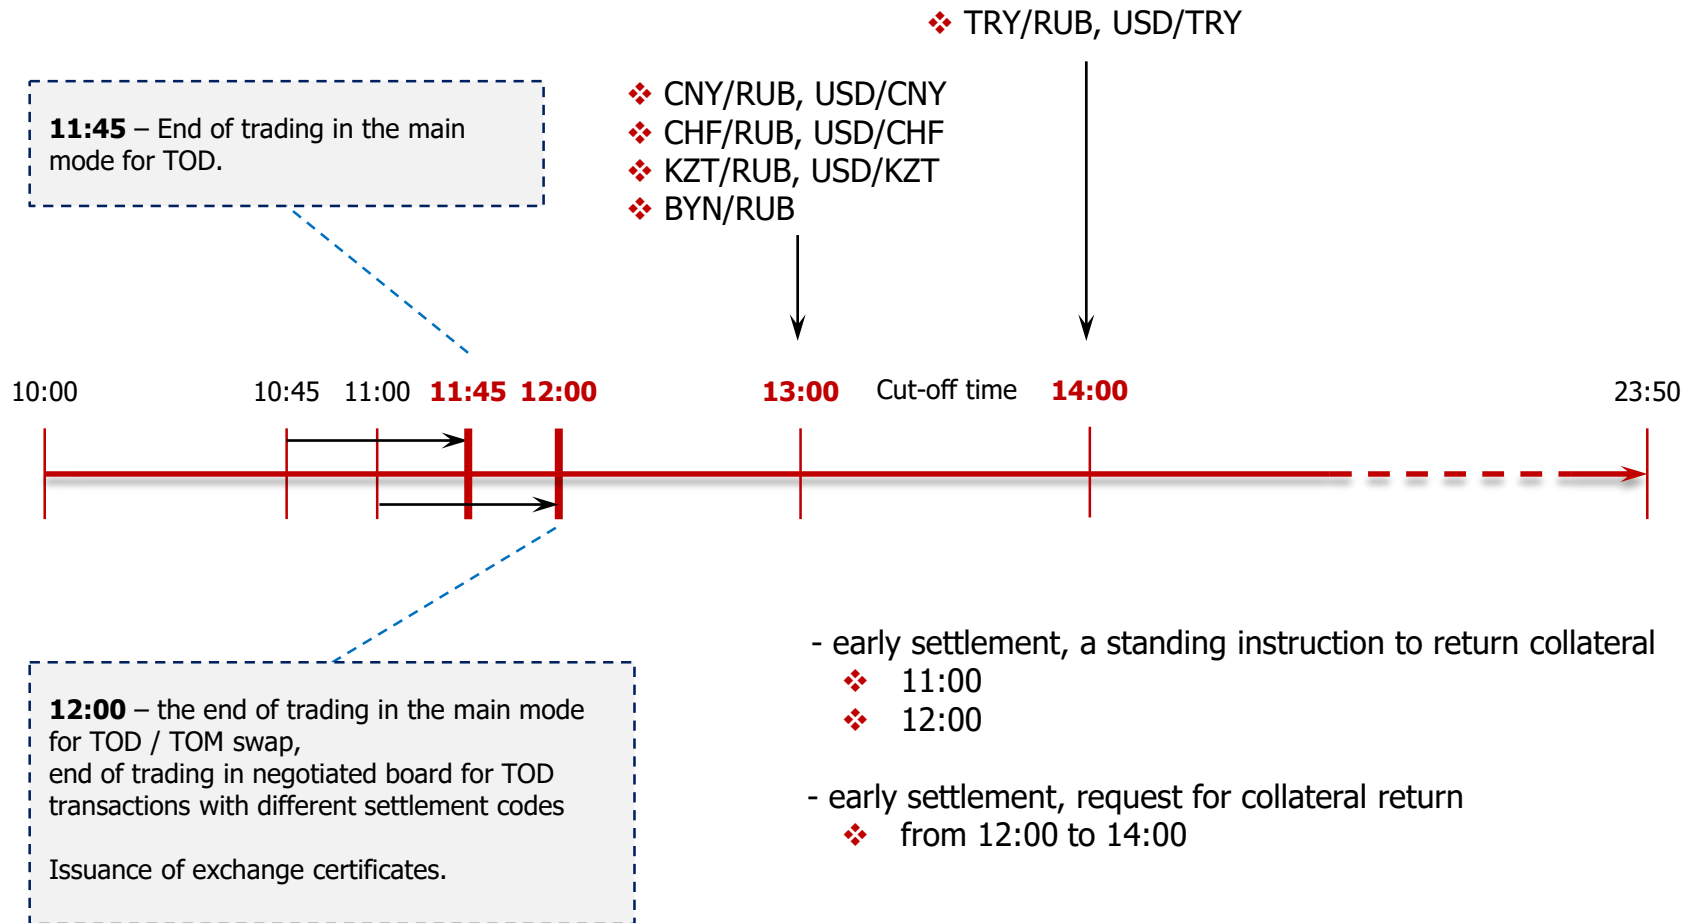 ❖ TRY/RUB, USD/TRY
❖ CNY/RUB, USD/CNY
❖ CHF/RUB, USD/CHF
❖ KZT/RUB, USD/KZT
❖ BYN/RUB
11:45 – End of trading in the main
mode for TOD.
10:00 10:45 11:00 11:45 12:00 13:00 Cut-off time 14:00 23:50
12:00 – the end of trading in the main mode
for TOD / TOM swap,
end of trading in negotiated board for TOD
transactions with different settlement codes
Issuance of exchange certificates.
- early settlement, a standing instruction to return collateral
❖ 11:00
❖ 12:00
- early settlement, request for collateral return
❖ from 12:00 to 14:00